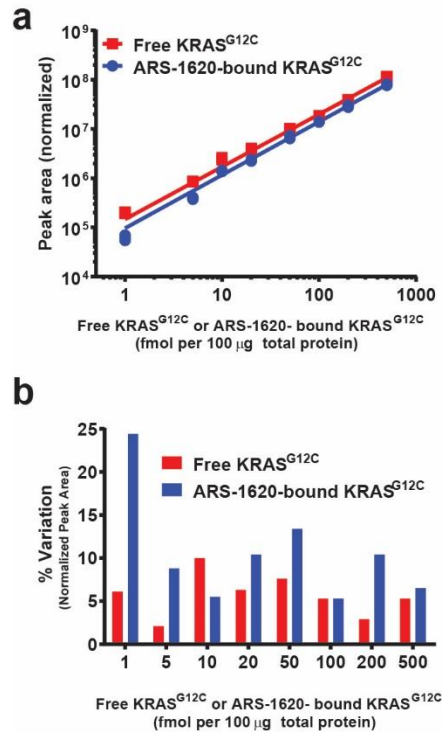 a
10^9
10^8
10^7
10^6
10^5
10^4
Peak area (normalized)
Free KRAS^G12C
ARS-1620-bound KRAS^G12C
1 10 100 1000
Free KRAS^G12C or ARS-1620- bound KRAS^G12C
(fmol per 100 μg total protein)
b
25
20
15
10
5
0
% Variation
(Normalized Peak Area)
Free KRAS^G12C
ARS-1620-bound KRAS^G12C
1 5 10 20 50 100 200 500
Free KRAS^G12C or ARS-1620- bound KRAS^G12C
(fmol per 100 μg total protein)